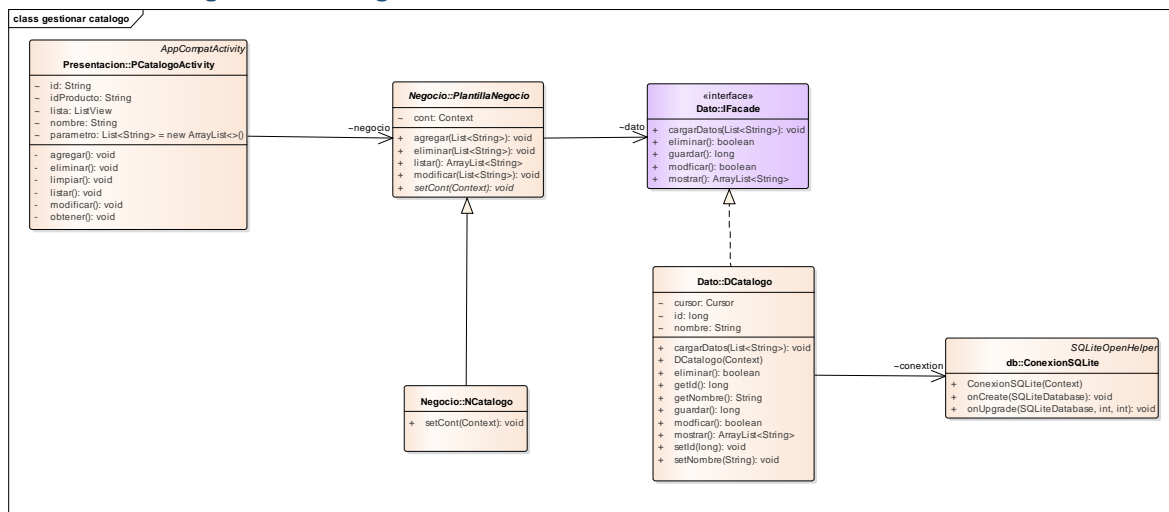 class gestionar catalogo
AppCompatActivity
Presentacion::PCatalogoActivity
- id: String
- idProducto: String
- lista: ListView
- nombre: String
- parametro: List<String> = new ArrayList<>()
- agregar(): void
- eliminar(): void
- limpiar(): void
- listar(): void
- modificar(): void
- obtener(): void
~negocio
Negocio::PlantillaNegocio
~ cont: Context
+ agregar(List<String>): void
+ eliminar(List<String>): void
+ listar(): ArrayList<String>
+ modificar(List<String>): void
+ setCont(Context): void
~dato
«interface»
Dato::IFacade
+ cargarDatos(List<String>): void
+ eliminar(): boolean
+ guardar(): long
+ modficar(): boolean
+ mostrar(): ArrayList<String>
Negocio::NCatalogo
+ setCont(Context): void
Dato::DCatalogo
~ cursor: Cursor
- id: long
- nombre: String
+ cargarDatos(List<String>): void
+ DCatalogo(Context)
+ eliminar(): boolean
+ getId(): long
+ getNombre(): String
+ guardar(): long
+ modficar(): boolean
+ mostrar(): ArrayList<String>
+ setId(long): void
+ setNombre(String): void
~conextion
SQLiteOpenHelper
db::ConexionSQLite
+ ConexionSQLite(Context)
+ onCreate(SQLiteDatabase): void
+ onUpgrade(SQLiteDatabase, int, int): void